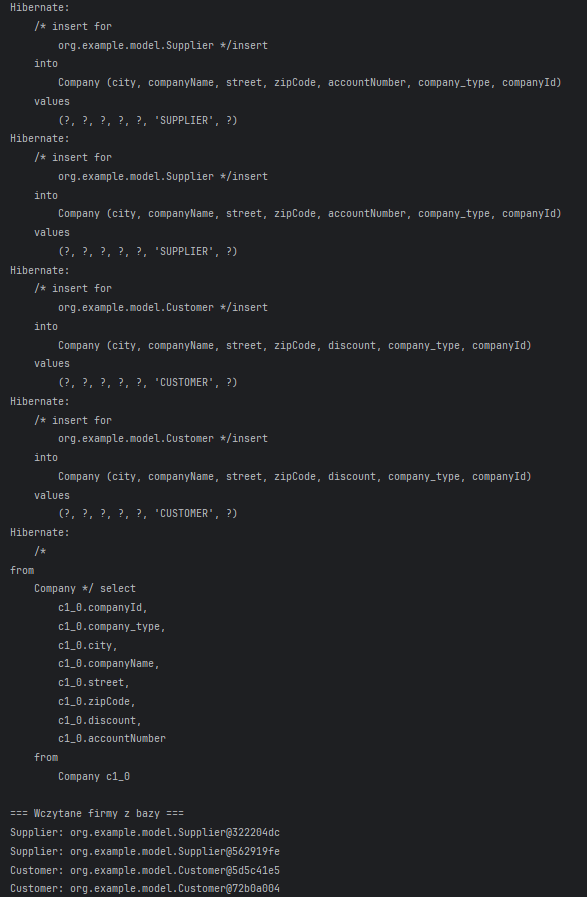 Hibernate:
/* insert for
org.example.model.Supplier */insert
into
Company (city, companyName, street, zipCode, accountNumber, company_type, companyId)
values
(?, ?, ?, ?, ?, 'SUPPLIER', ?)
Hibernate:
/* insert for
org.example.model.Supplier */insert
into
Company (city, companyName, street, zipCode, accountNumber, company_type, companyId)
values
(?, ?, ?, ?, ?, 'SUPPLIER', ?)
Hibernate:
/* insert for
org.example.model.Customer */insert
into
Company (city, companyName, street, zipCode, discount, company_type, companyId)
values
(?, ?, ?, ?, ?, 'CUSTOMER', ?)
Hibernate:
/* insert for
org.example.model.Customer */insert
into
Company (city, companyName, street, zipCode, discount, company_type, companyId)
values
(?, ?, ?, ?, ?, 'CUSTOMER', ?)
Hibernate:
/*
from
Company */ select
c1_0.companyId,
c1_0.company_type,
c1_0.city,
c1_0.companyName,
c1_0.street,
c1_0.zipCode,
c1_0.discount,
c1_0.accountNumber
from
Company c1_0
=== Wczytane firmy z bazy ===
Supplier: org.example.model.Supplier@322204dc
Supplier: org.example.model.Supplier@562919fe
Customer: org.example.model.Customer@5d5c41e5
Customer: org.example.model.Customer@72b0a004